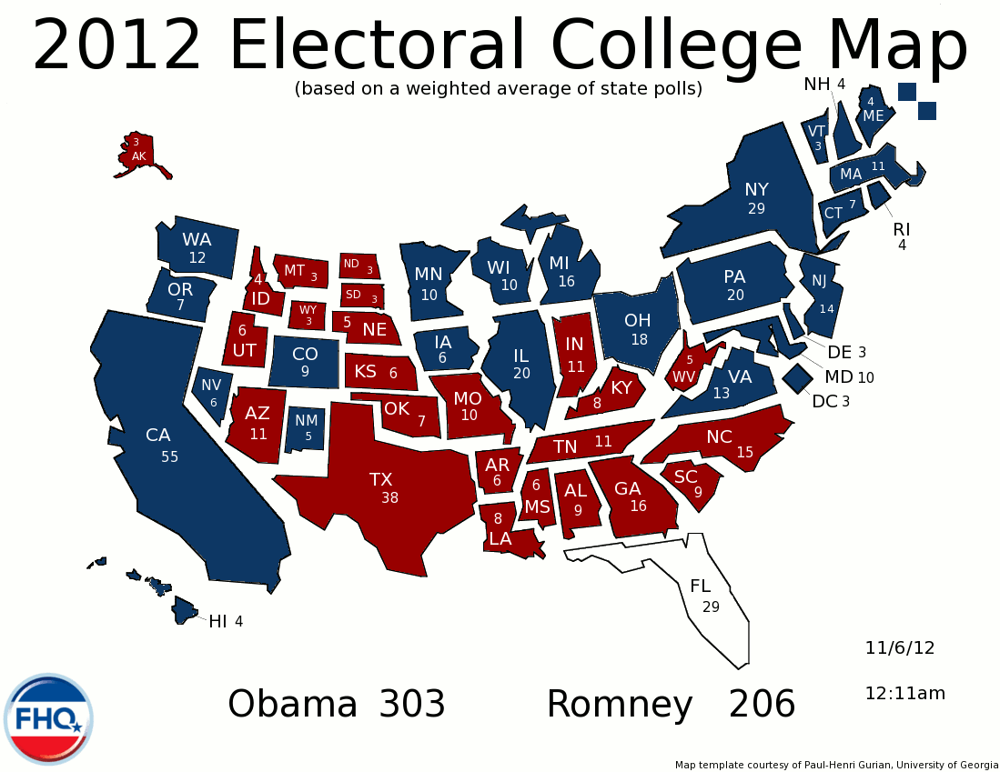 2012 Electoral College Map
(based on a weighted average of state polls)
NH 4
4
ME
3
AK
VT
3
MA 11
NY
29
CT 7
RI
4
WA
12
OR
7
4
ID
MT 3
ND 3
SD 3
WY
3
5 NE
MN
10
WI
10
MI
16
PA
20
NJ
14
6
UT
CO
9
KS 6
IA
6
IL
20
IN
11
OH
18
5
WV
VA
13
DE 3
MD 10
DC 3
NV
6
AZ
11
NM
5
OK 7
MO
10
8 KY
CA
55
TX
38
TN 11
NC
15
AR
6
6
MS
AL
9
GA
16
SC
9
8
LA
FL
29
HI 4
11/6/12
12:11am
Obama 303 Romney 206
FHQ
Map template courtesy of Paul-Henri Gurian, University of Georgia